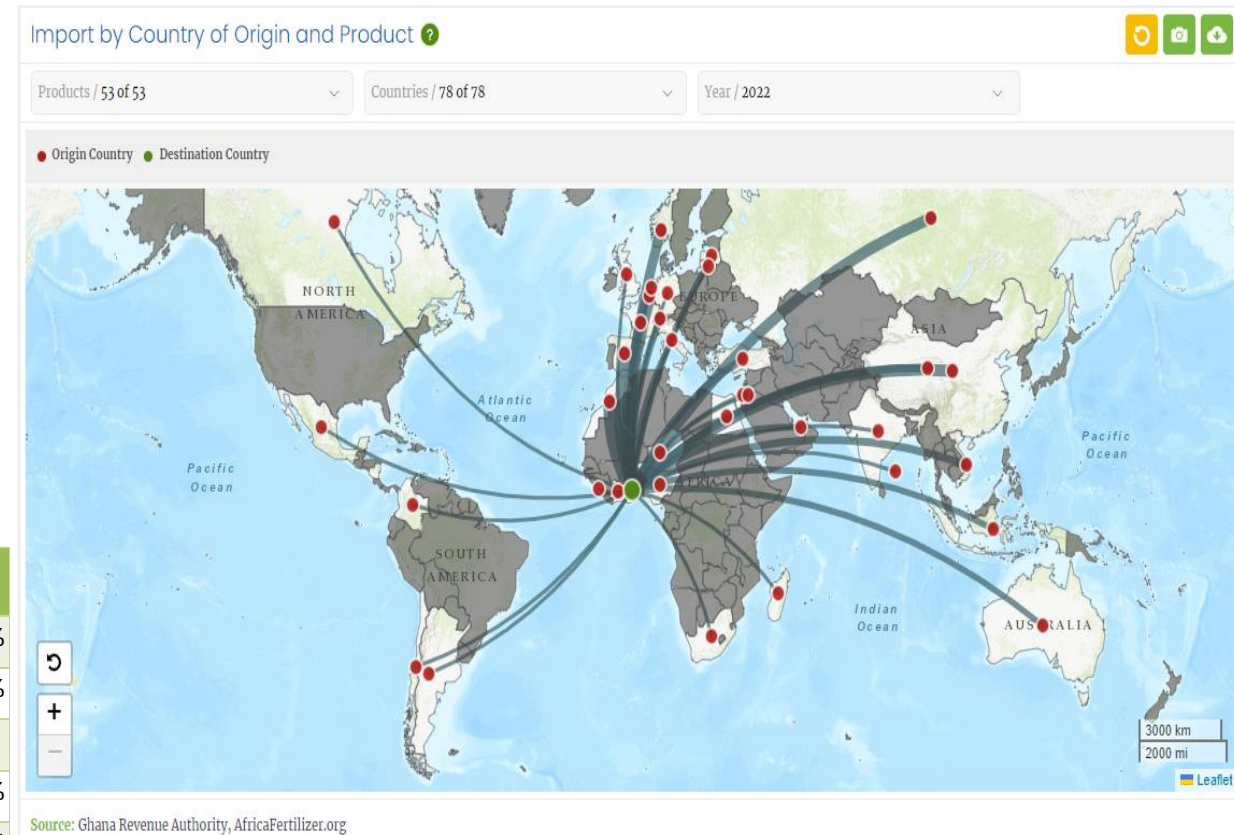 Import by Country of Origin and Product ?
Products / 53 of 53
Countries / 78 of 78
Year / 2022
Origin Country
Destination Country
NORTH
AMERICA
EUROPE
ASIA
Atlantic
Ocean
Pacific
Ocean
Pacific
Ocean
AFRICA
SOUTH
AMERICA
Indian
Ocean
AUSTRALIA
%
%
%
+
−
3000 km
2000 mi
Leaflet
Source: Ghana Revenue Authority, AfricaFertilizer.org